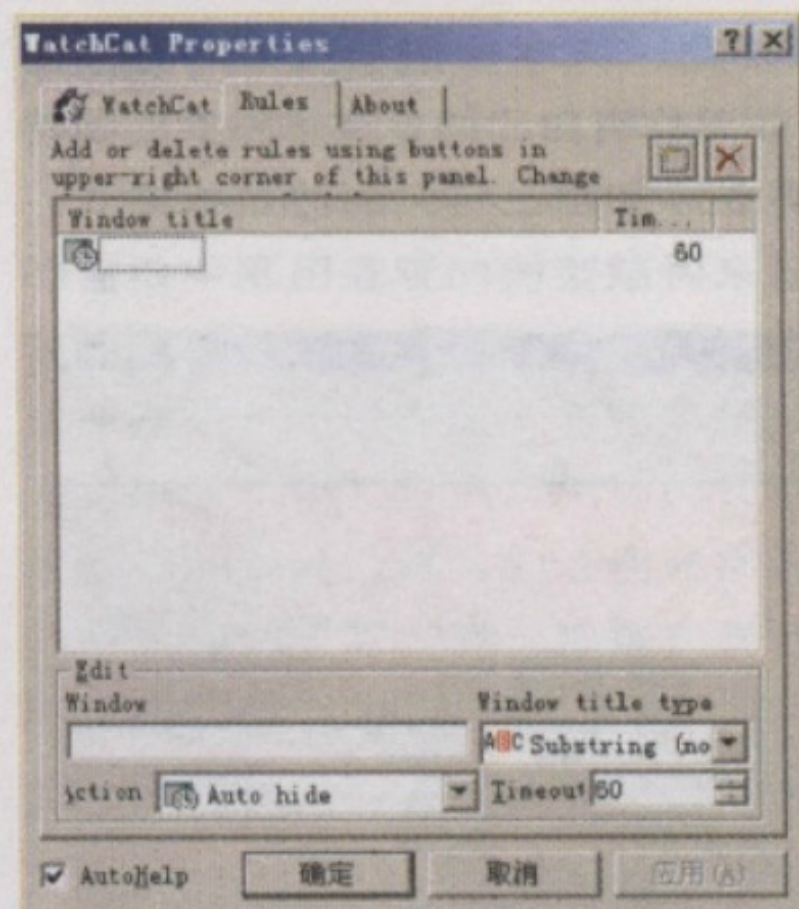 WatchCat Properties
WatchCat Rules About
Add or delete rules using buttons in
upper-right corner of this panel. Change
Window title Tim...
60
Edit
Window Window title type
ABC Substring (no
Action Auto hide Timeout 60
AutoHelp 确定 取消 应用(A)